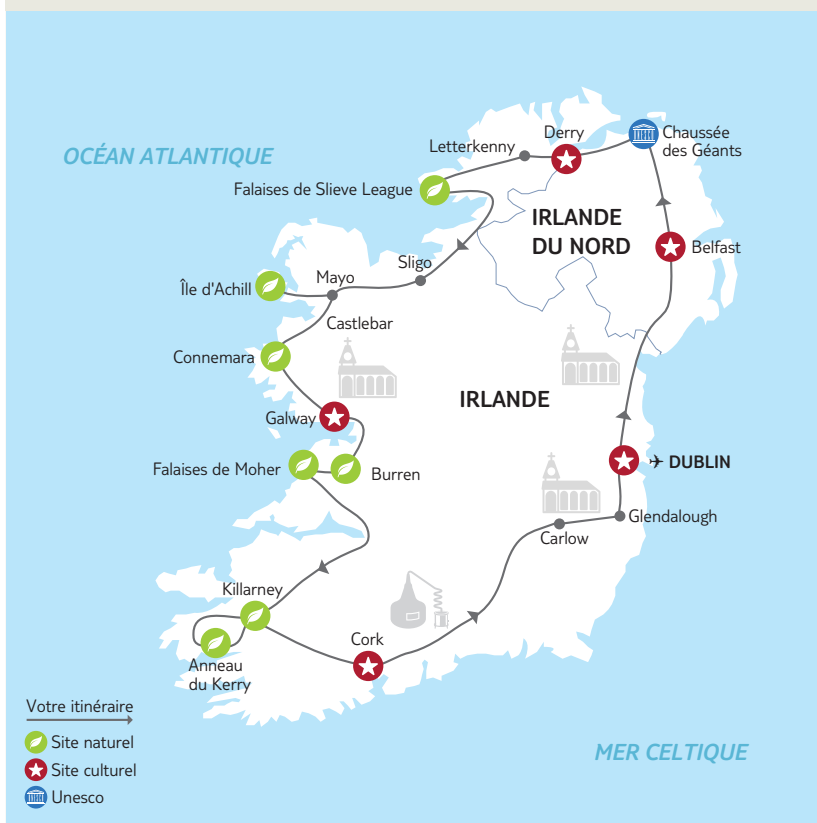 OCÉAN ATLANTIQUE
Letterkenny
Derry
Chaussée
des Géants
Falaises de Slieve League
IRLANDE
DU NORD
Belfast
Sligo
Mayo
Île d'Achill
Castlebar
Connemara
IRLANDE
Galway
Falaises de Moher
Burren
DUBLIN
Glendalough
Carlow
Killarney
Cork
Anneau
du Kerry
MER CELTIQUE
Votre itinéraire
Site naturel
Site culturel
Unesco